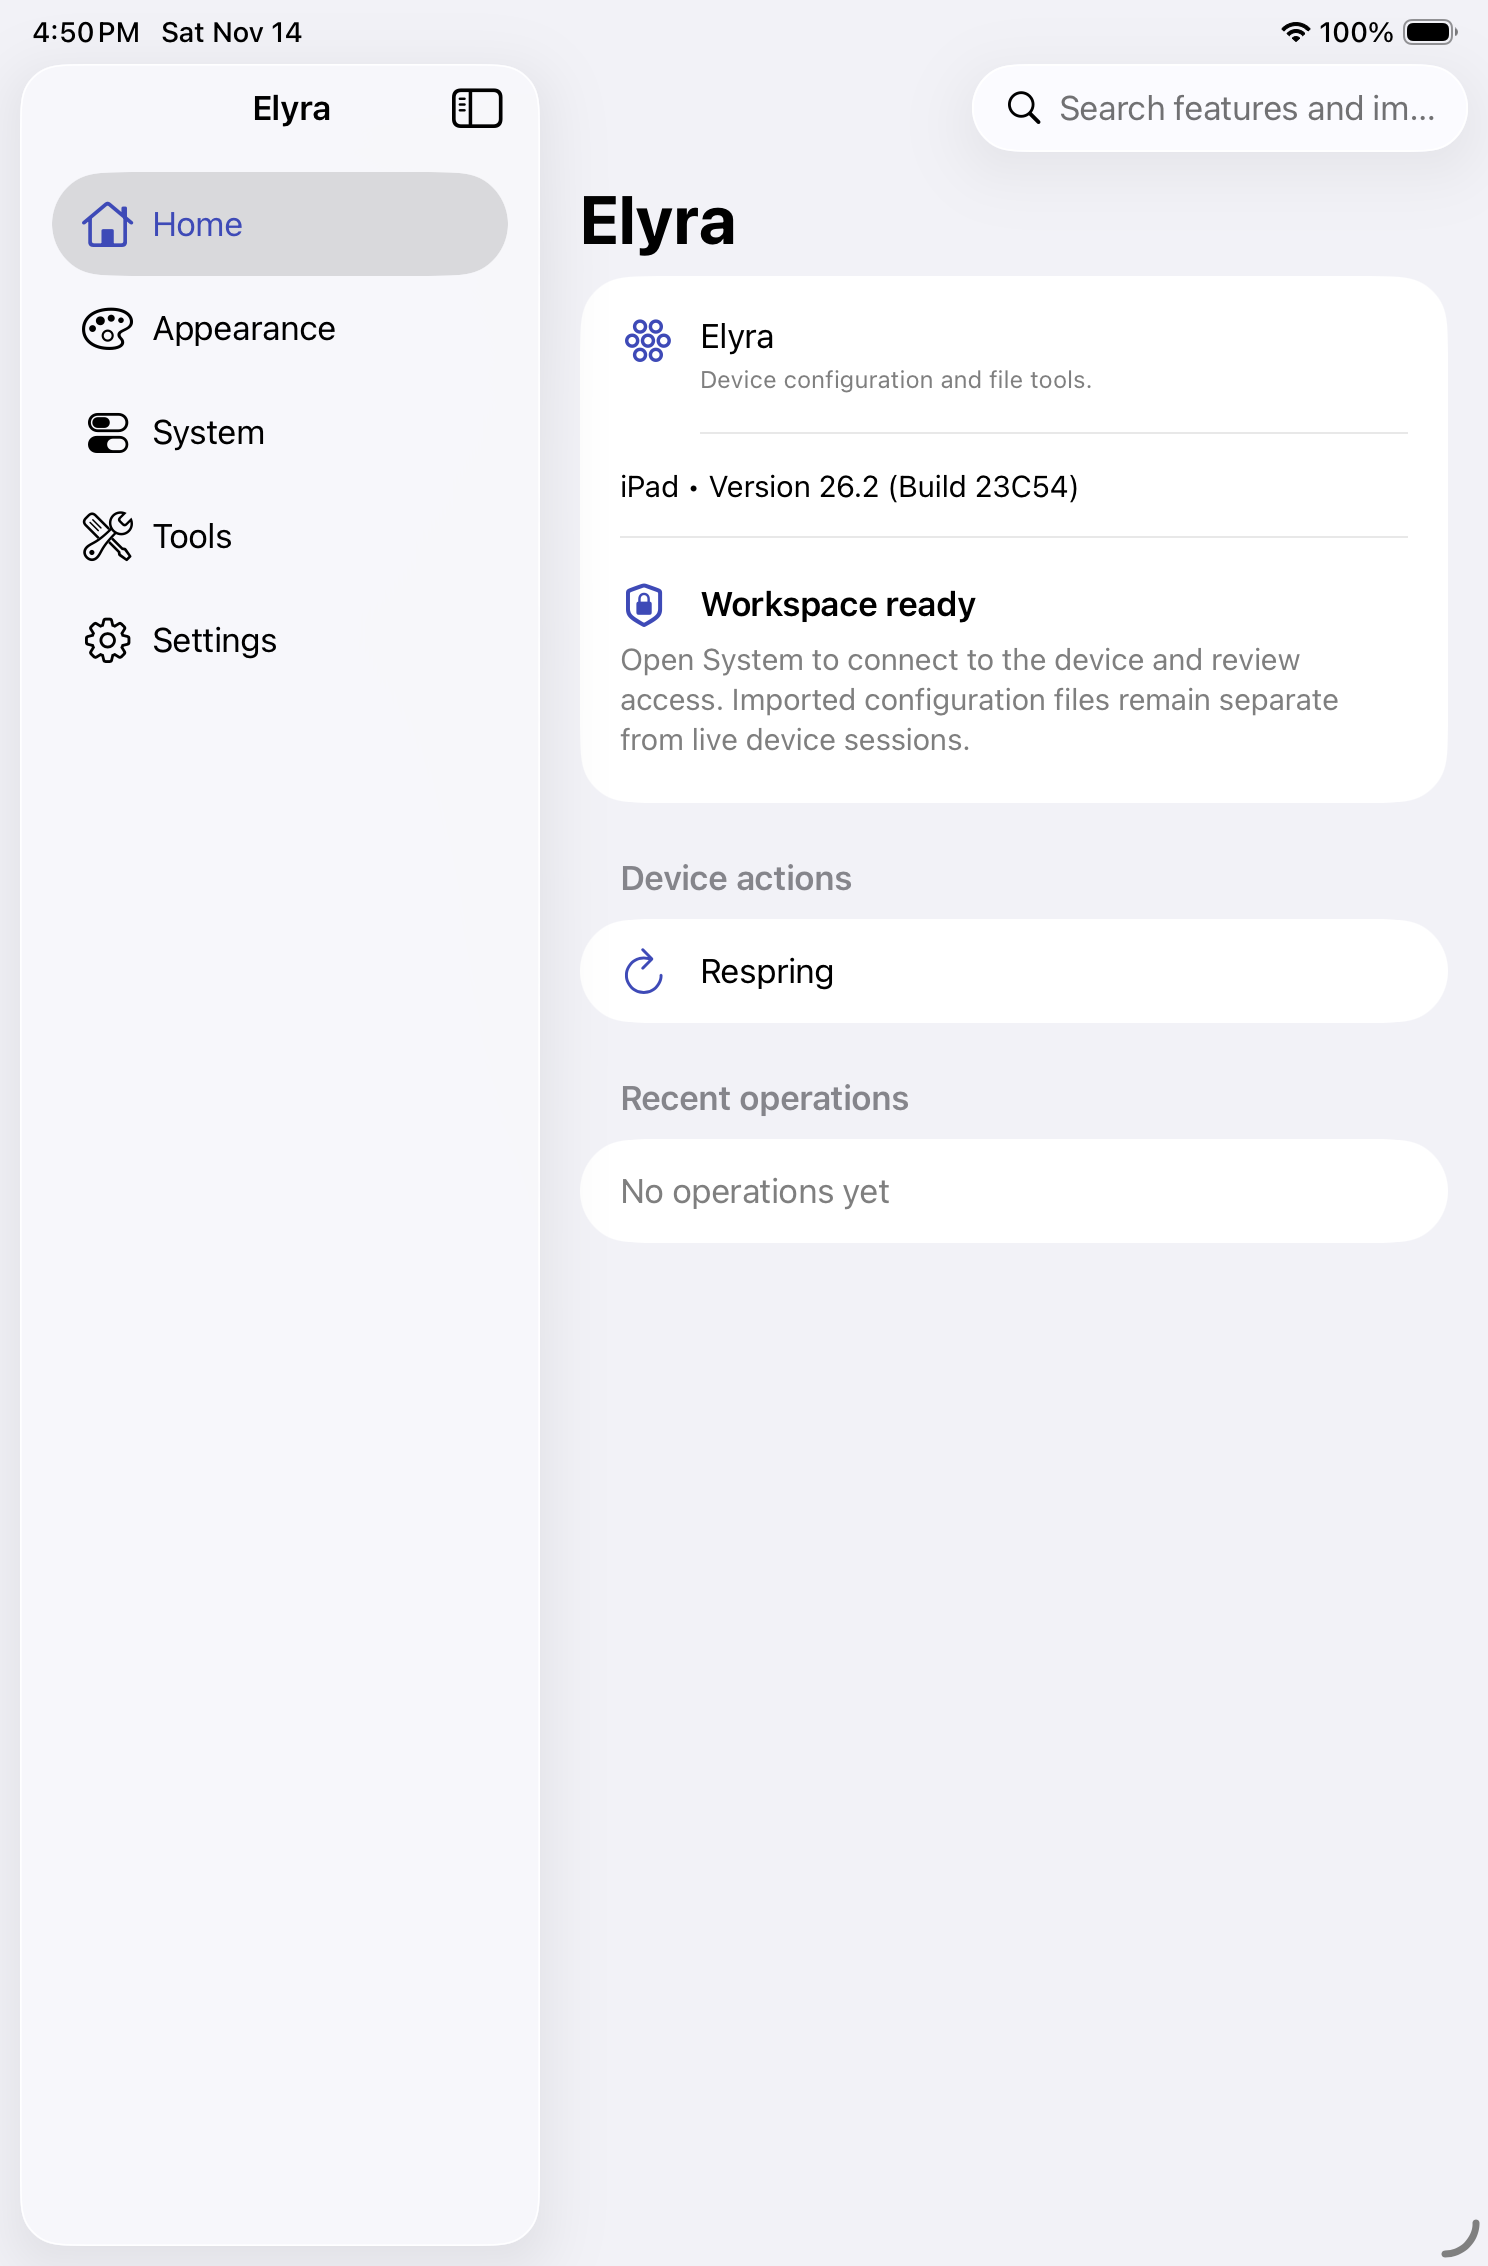 4:50 PM Sat Nov 14
100%
Elyra
Search features and im...
Home
Appearance
System
Tools
Settings
Elyra
Elyra
Device configuration and file tools.
iPad • Version 26.2 (Build 23C54)
Workspace ready
Open System to connect to the device and review
access. Imported configuration files remain separate
from live device sessions.
Device actions
Respring
Recent operations
No operations yet